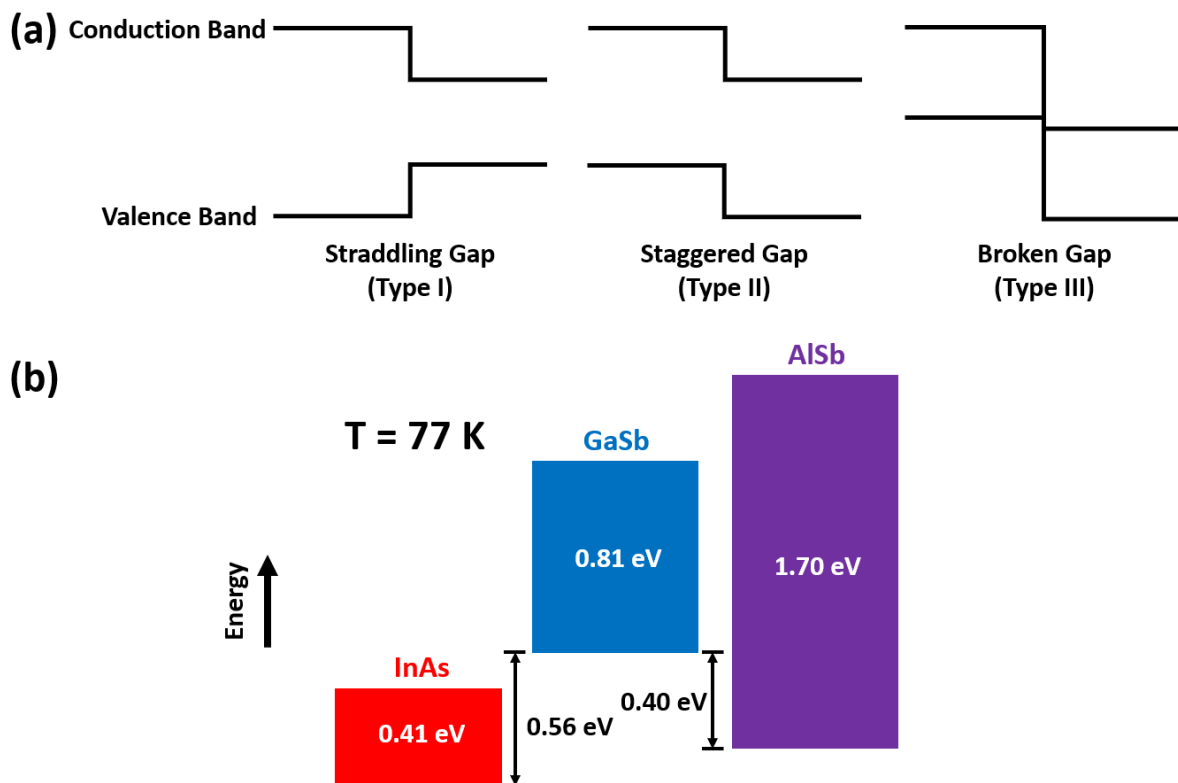 (a)
Conduction Band
Valence Band
Straddling Gap
(Type I)
Staggered Gap
(Type II)
Broken Gap
(Type III)
(b)
T = 77 K
Energy
InAs
0.41 eV
0.56 eV
GaSb
0.81 eV
0.40 eV
AlSb
1.70 eV